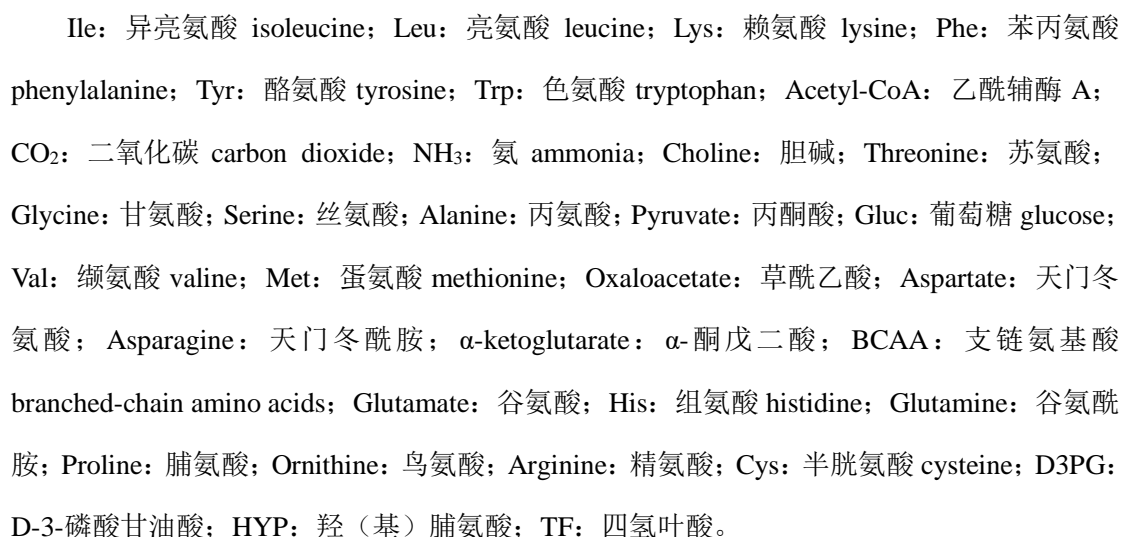 Ile：异亮氨酸 isoleucine；Leu：亮氨酸 leucine；Lys：赖氨酸 lysine；Phe：苯丙氨酸
phenylalanine；Tyr：酪氨酸 tyrosine；Trp：色氨酸 tryptophan；Acetyl-CoA：乙酰辅酶 A；
CO₂：二氧化碳 carbon dioxide；NH₃：氨 ammonia；Choline：胆碱；Threonine：苏氨酸；
Glycine：甘氨酸；Serine：丝氨酸；Alanine：丙氨酸；Pyruvate：丙酮酸；Gluc：葡萄糖 glucose；
Val：缬氨酸 valine；Met：蛋氨酸 methionine；Oxaloacetate：草酰乙酸；Aspartate：天门冬
氨酸；Asparagine：天门冬酰胺；α-ketoglutarate：α-酮戊二酸；BCAA：支链氨基酸
branched-chain amino acids；Glutamate：谷氨酸；His：组氨酸 histidine；Glutamine：谷氨酰
胺；Proline：脯氨酸；Ornithine：鸟氨酸；Arginine：精氨酸；Cys：半胱氨酸 cysteine；D3PG：
D-3-磷酸甘油酸；HYP：羟（基）脯氨酸；TF：四氢叶酸。